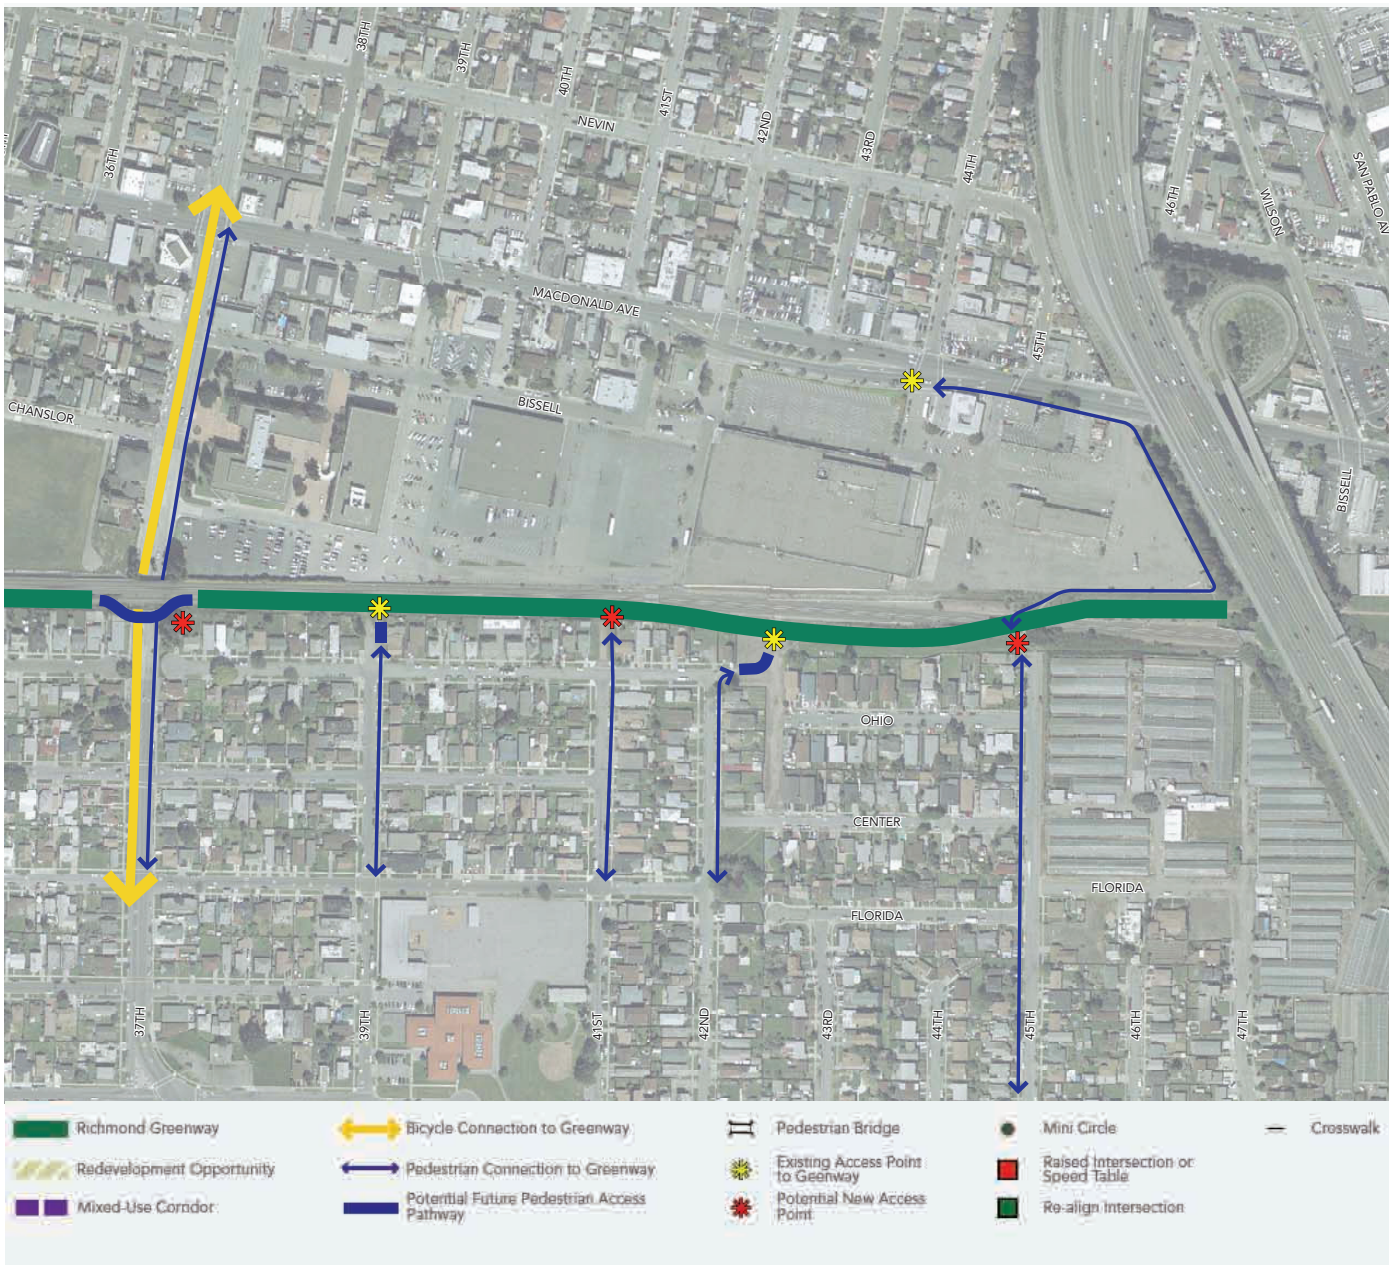 38TH
39TH
40TH
41ST
42ND
43RD
44TH
36TH
NEVIN
46TH
WILSON
SAN PABLO AV
MACDONALD AVE
45TH
CHANSLOR
BISSELL
BISSELL
OHIO
CENTER
FLORIDA
FLORIDA
37TH
39TH
41ST
42ND
43RD
44TH
45TH
46TH
47TH
Richmond Greenway
Redevelopment Opportunity
Mixed-Use Corridor
Bicycle Connection to Greenway
Pedestrian Connection to Greenway
Potential Future Pedestrian Access
Pathway
Pedestrian Bridge
Existing Access Point
to Geenway
Potential New Access
Point
Mini Circle
Raised Intersection or
Speed Table
Re-align Intersection
Crosswalk